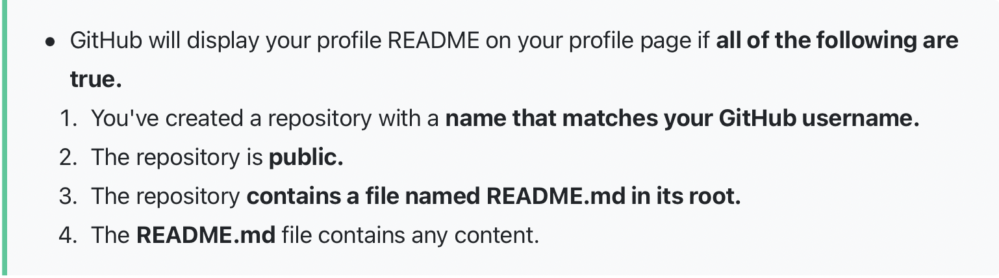 • GitHub will display your profile README on your profile page if all of the following are
true.
1. You've created a repository with a name that matches your GitHub username.
2. The repository is public.
3. The repository contains a file named README.md in its root.
4. The README.md file contains any content.